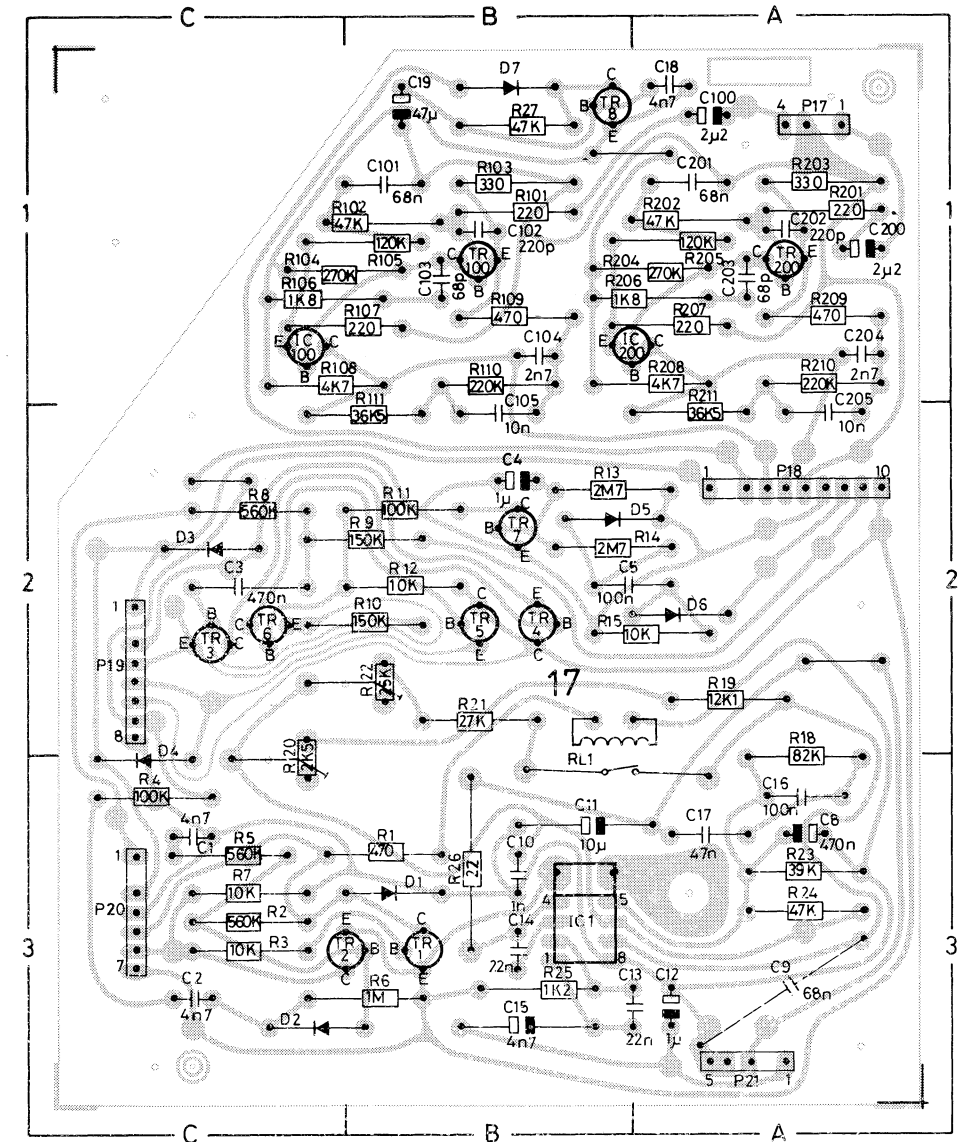 C B A
C19 D7 C18
C
47µ R27 B TR 8 4n7 C100 4 P17 1
47K E 2µ2
C101 R103 C201 R203
68n 330 68n 330
1 R102 R101 R202 R201 1
47K 220 47K 220
120K C102 120K C202 C200
R104 R105 220p R204 R205 220p
270K C103 C TR 100 E 270K C203 C TR 200 E 2µ2
R106 68p B R206 68p B
1K8 R109 1K8 R209
R107 470 R207 470
220 220
E IC 100 C C104 E IC 200 C C204
B 2n7 B 2n7
R108 R110 R208 R210
4K7 220K 4K7 220K
R111 C105 R211 C205
36K5 10n 36K5 10n
C4 R13 1 P18 10
R8 R11 1µ 2M7
560K 100K C D5
R9 B TR 7 R14
D3 150K E 2M7
2 C3 R12 C5 2
470n 10K 100n
1 R10 C E D6
B C TR 6 E 150K B TR 5 TR 4 B R15
E TR 3 C B E C 10K
P19 R22 17
25K R19
R21 12K1
8 27K
D4 R20 R18
2K5 RL1 82K
R4 C16
100K 100n
4n7 C11 C17 C8
C1 10µ 47n 470n
1 R5 R1 R26 C10 R23
560K 470 22 39K
R7 D1 1n R24
10K 4 5 47K
P20 R2 C14 IC1
560K E C
3 10K R3 TR 2 B B TR 1 22n 1 8 3
7 C E R25 C13 C12 C9
C2 R6 1K2 68n
4n7 1M
D2 C15 22n 1µ
4n7
5 P21 1
C B A